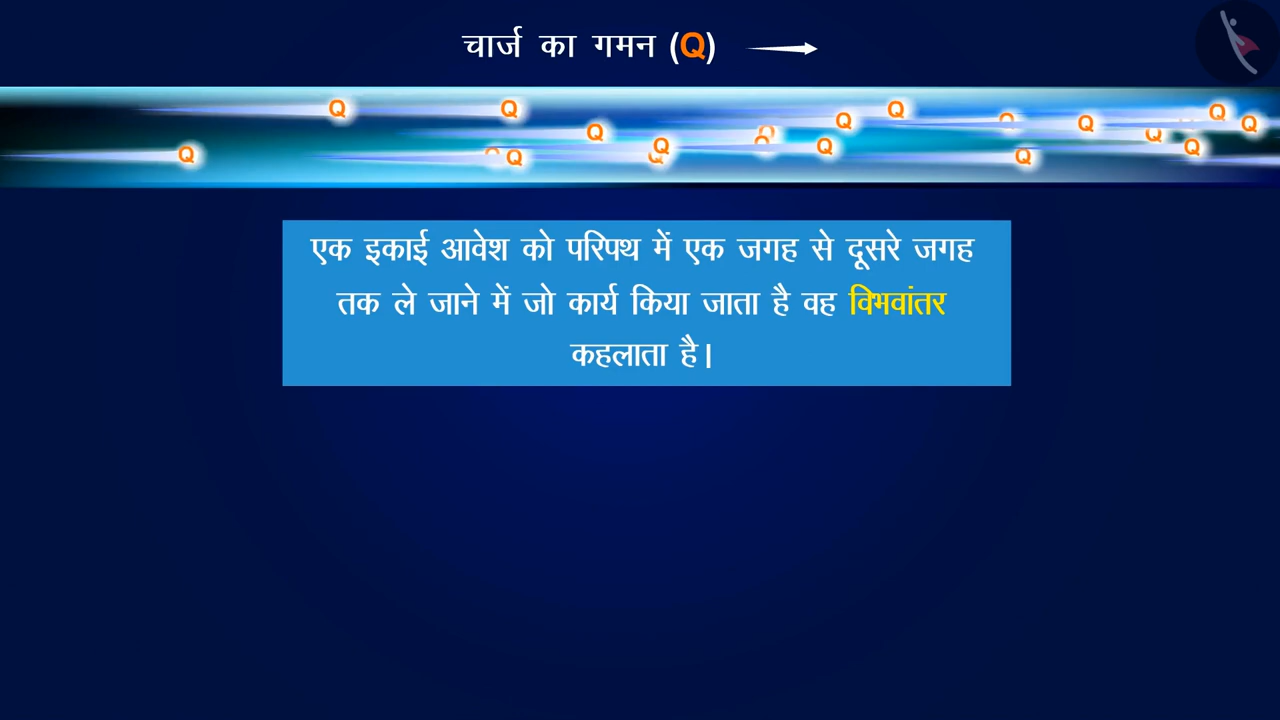 चार्ज का गमन (Q)
Q Q Q Q Q Q Q Q Q
Q Q Q Q Q Q Q Q Q
एक इकाई आवेश को परिपथ में एक जगह से दूसरे जगह
तक ले जाने में जो कार्य किया जाता है वह विभवांतर
कहलाता है।